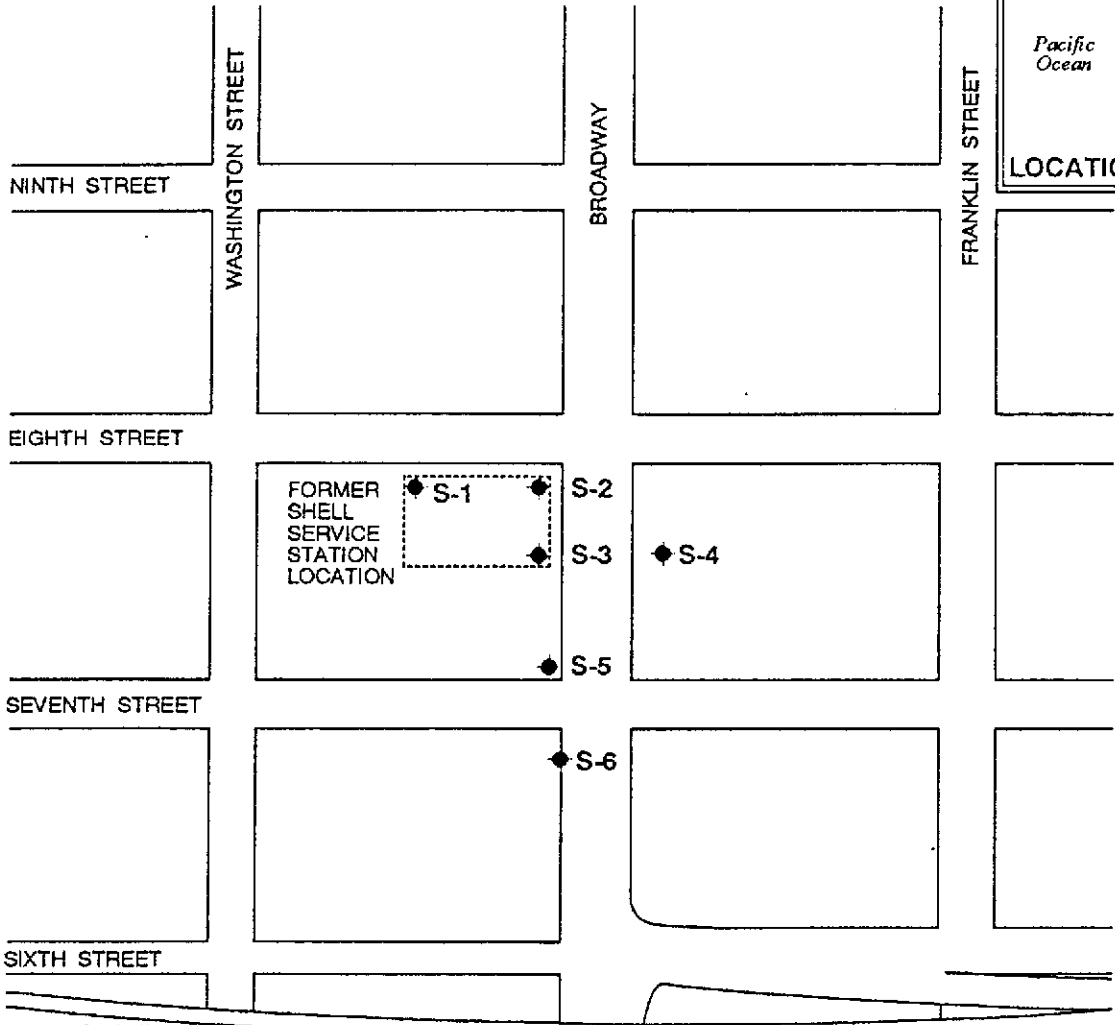 Pacific
Ocean
LOCATIO
WASHINGTON STREET
BROADWAY
FRANKLIN STREET
NINTH STREET
EIGHTH STREET
FORMER
SHELL
SERVICE
STATION
LOCATION
S-1
S-2
S-3
S-4
S-5
SEVENTH STREET
S-6
SIXTH STREET